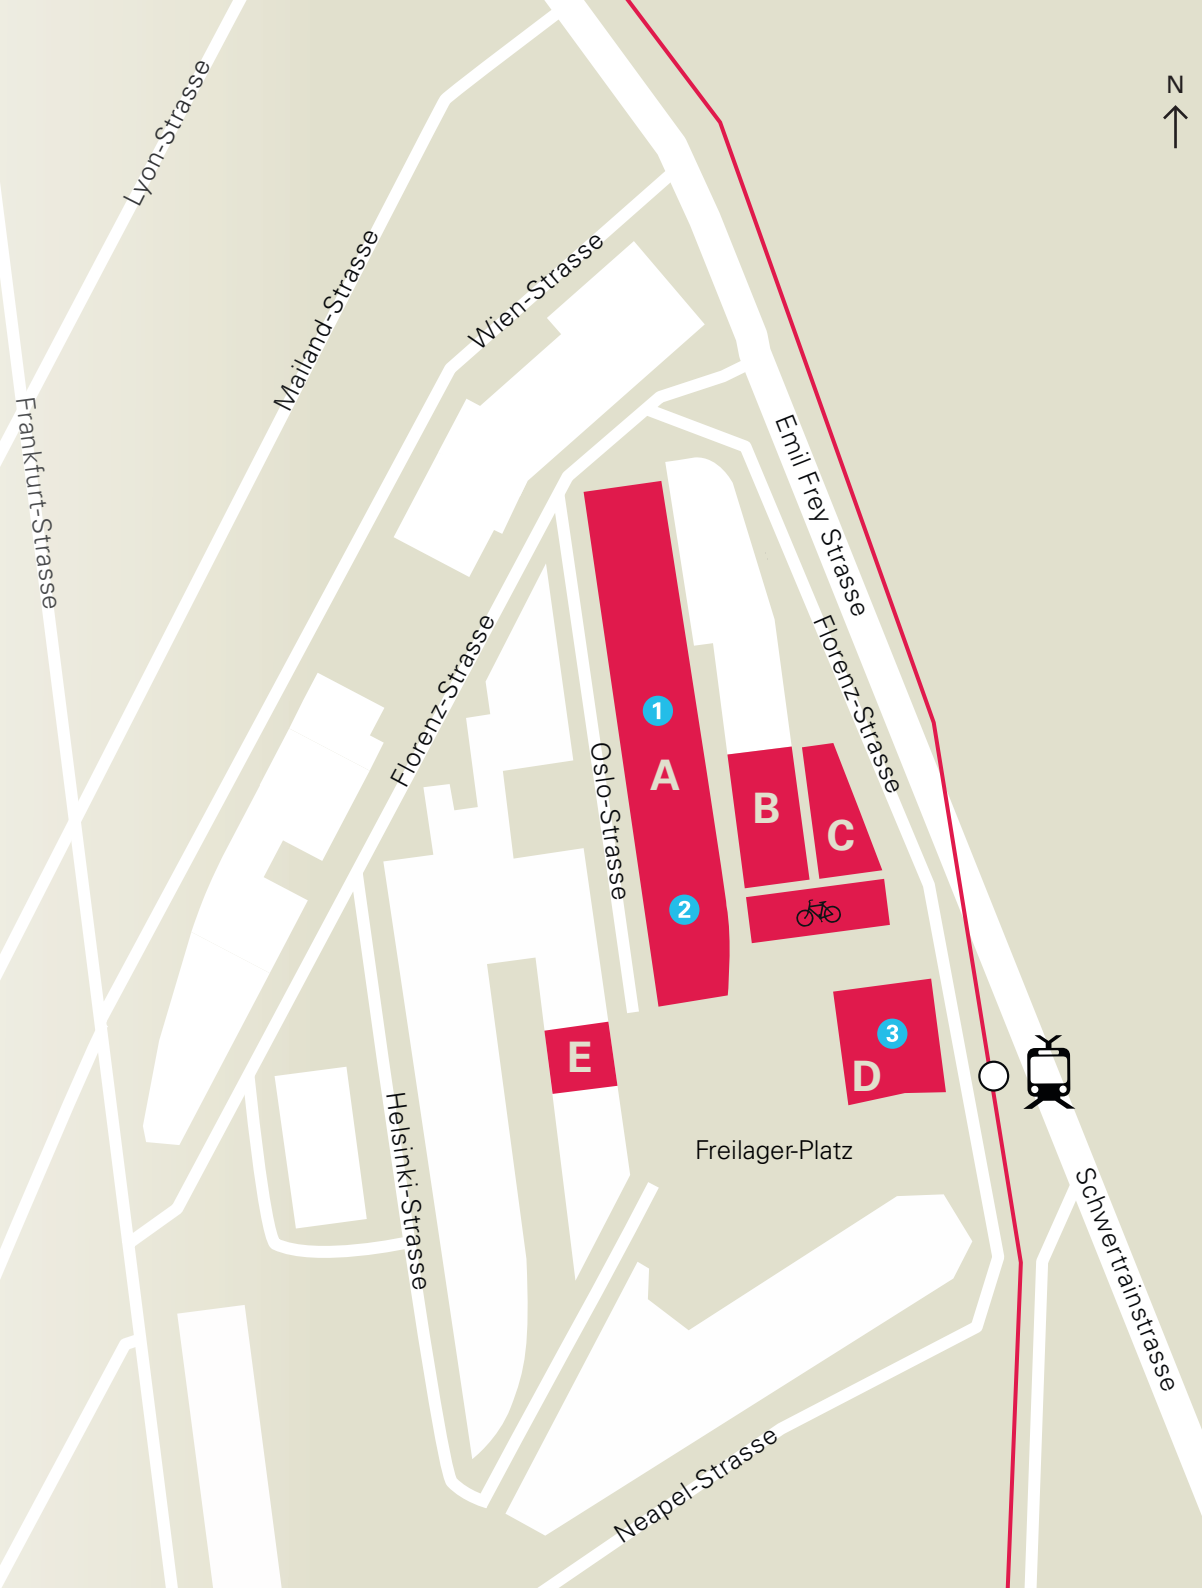 N
Lyon-Strasse
Mailand-Strasse
Wien-Strasse
Frankfurt-Strasse
Emil Frey Strasse
Florenz-Strasse
Florenz-Strasse
Oslo-Strasse
1
A
B
C
2
3
D
E
Helsinki-Strasse
Freilager-Platz
Schwertrainstrasse
Neapel-Strasse